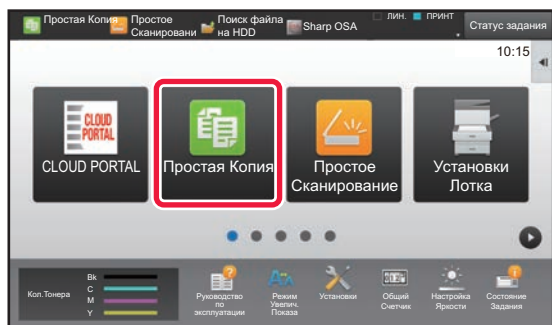 Простая Копия
Простое
Сканировани
Поиск файла
на HDD
Sharp OSA
ЛИН.
ПРИНТ
Статус задания
10:15
CLOUD
PORTAL
CLOUD PORTAL
Простая Копия
Простое
Сканирование
Установки
Лотка
Кол.Тонера
Bk
C
M
Y
Руководство
по
эксплуатации
Режим
Увелич.
Показа
Установки
Общий
Счетчик
Настройка
Яркости
Состояние
Задания